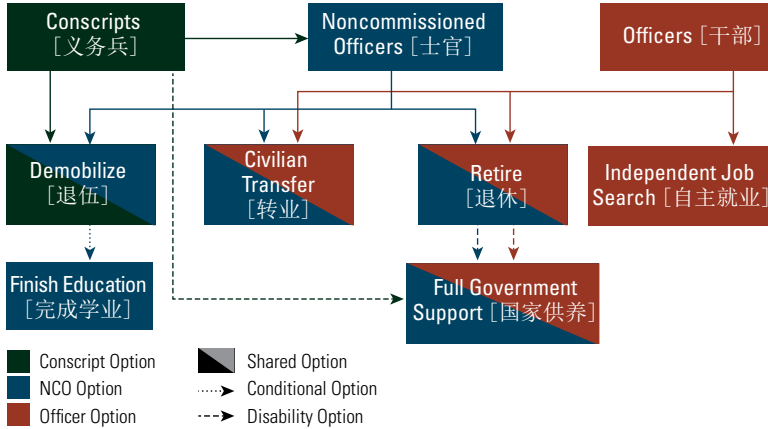 Conscripts
[义务兵]
Noncommissioned
Officers [士官]
Officers [干部]
Demobilize
[退伍]
Civilian
Transfer
[转业]
Retire
[退休]
Independent Job
Search [自主就业]
Finish Education
[完成学业]
Full Government
Support [国家供养]
Conscript Option
NCO Option
Officer Option
Shared Option
Conditional Option
Disability Option